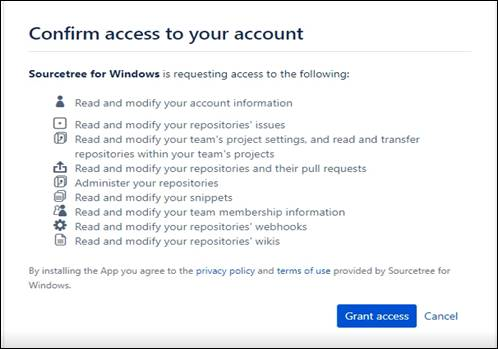 Confirm access to your account
Sourcetree for Windows is requesting access to the following:
Read and modify your account information
Read and modify your repositories' issues
Read and modify your team's project settings, and read and transfer
repositories within your team's projects
Read and modify your repositories and their pull requests
Administer your repositories
Read and modify your snippets
Read and modify your team membership information
Read and modify your repositories' webhooks
Read and modify your repositories' wikis
By installing the App you agree to the privacy policy and terms of use provided by Sourcetree for
Windows.
Grant access Cancel